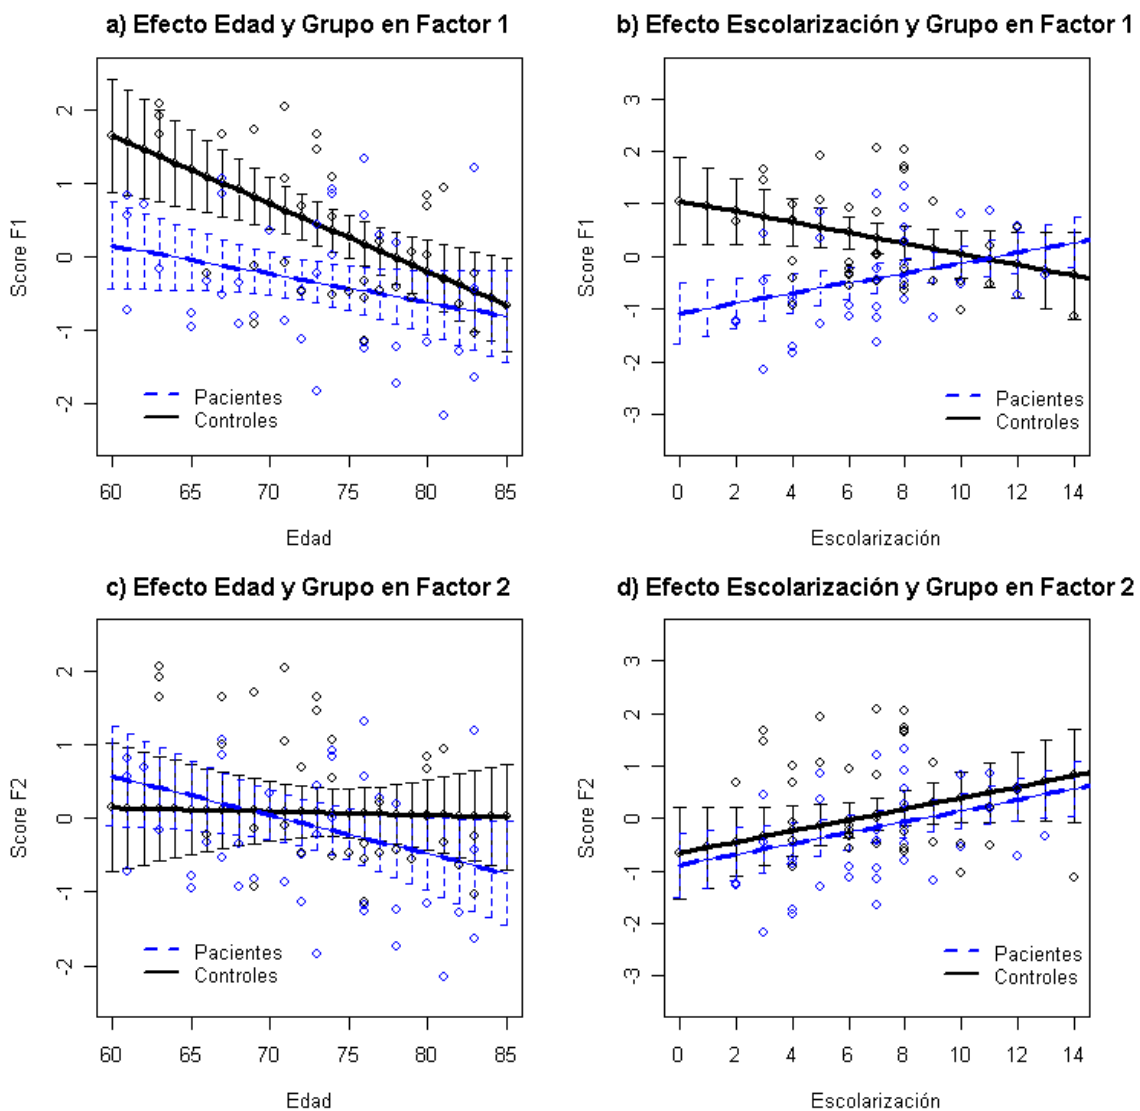 a) Efecto Edad y Grupo en Factor 1
Score F1
2
1
0
-1
-2
Pacientes
Controles
60 65 70 75 80 85
Edad
b) Efecto Escolarización y Grupo en Factor 1
Score F1
3
2
1
0
-1
-2
-3
Pacientes
Controles
0 2 4 6 8 10 12 14
Escolarización
c) Efecto Edad y Grupo en Factor 2
Score F2
2
1
0
-1
-2
Pacientes
Controles
60 65 70 75 80 85
Edad
d) Efecto Escolarización y Grupo en Factor 2
Score F2
3
2
1
0
-1
-2
-3
Pacientes
Controles
0 2 4 6 8 10 12 14
Escolarización